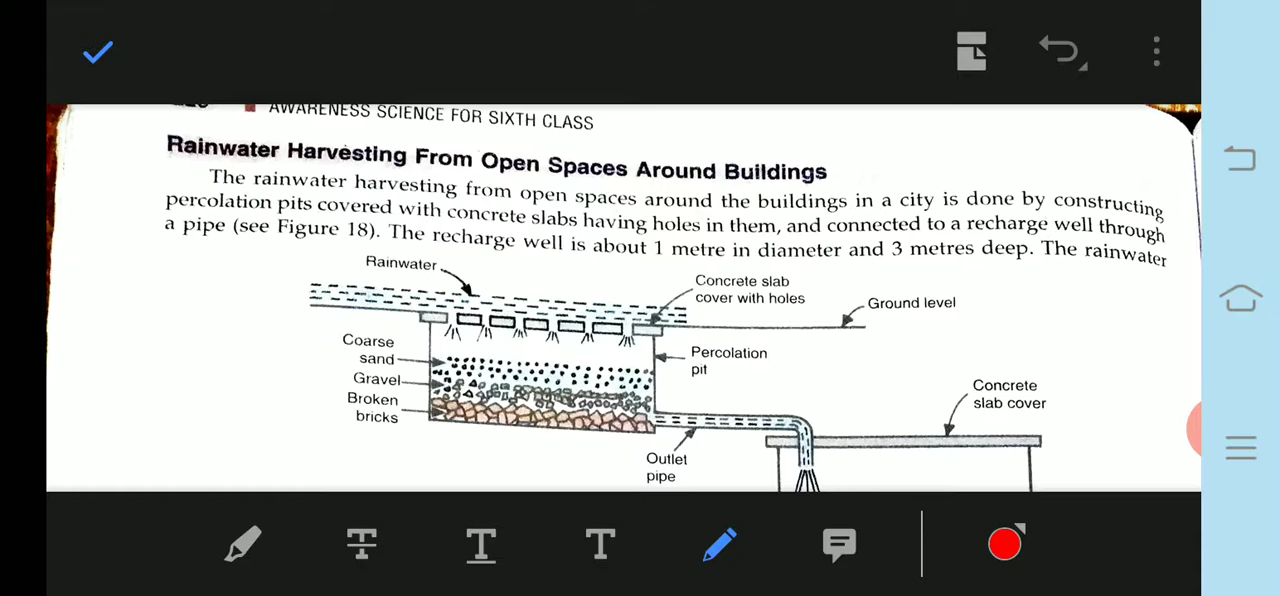 AWARENESS SCIENCE FOR SIXTH CLASS
Rainwater Harvesting From Open Spaces Around Buildings
The rainwater harvesting from open spaces around the buildings in a city is done by constructing
percolation pits covered with concrete slabs having holes in them, and connected to a recharge well through
a pipe (see Figure 18). The recharge well is about 1 metre in diameter and 3 metres deep. The rainwater
Rainwater
Concrete slab
cover with holes
Ground level
Coarse
sand
Percolation
pit
Gravel
Broken
bricks
Concrete
slab cover
Outlet
pipe
T
T
T